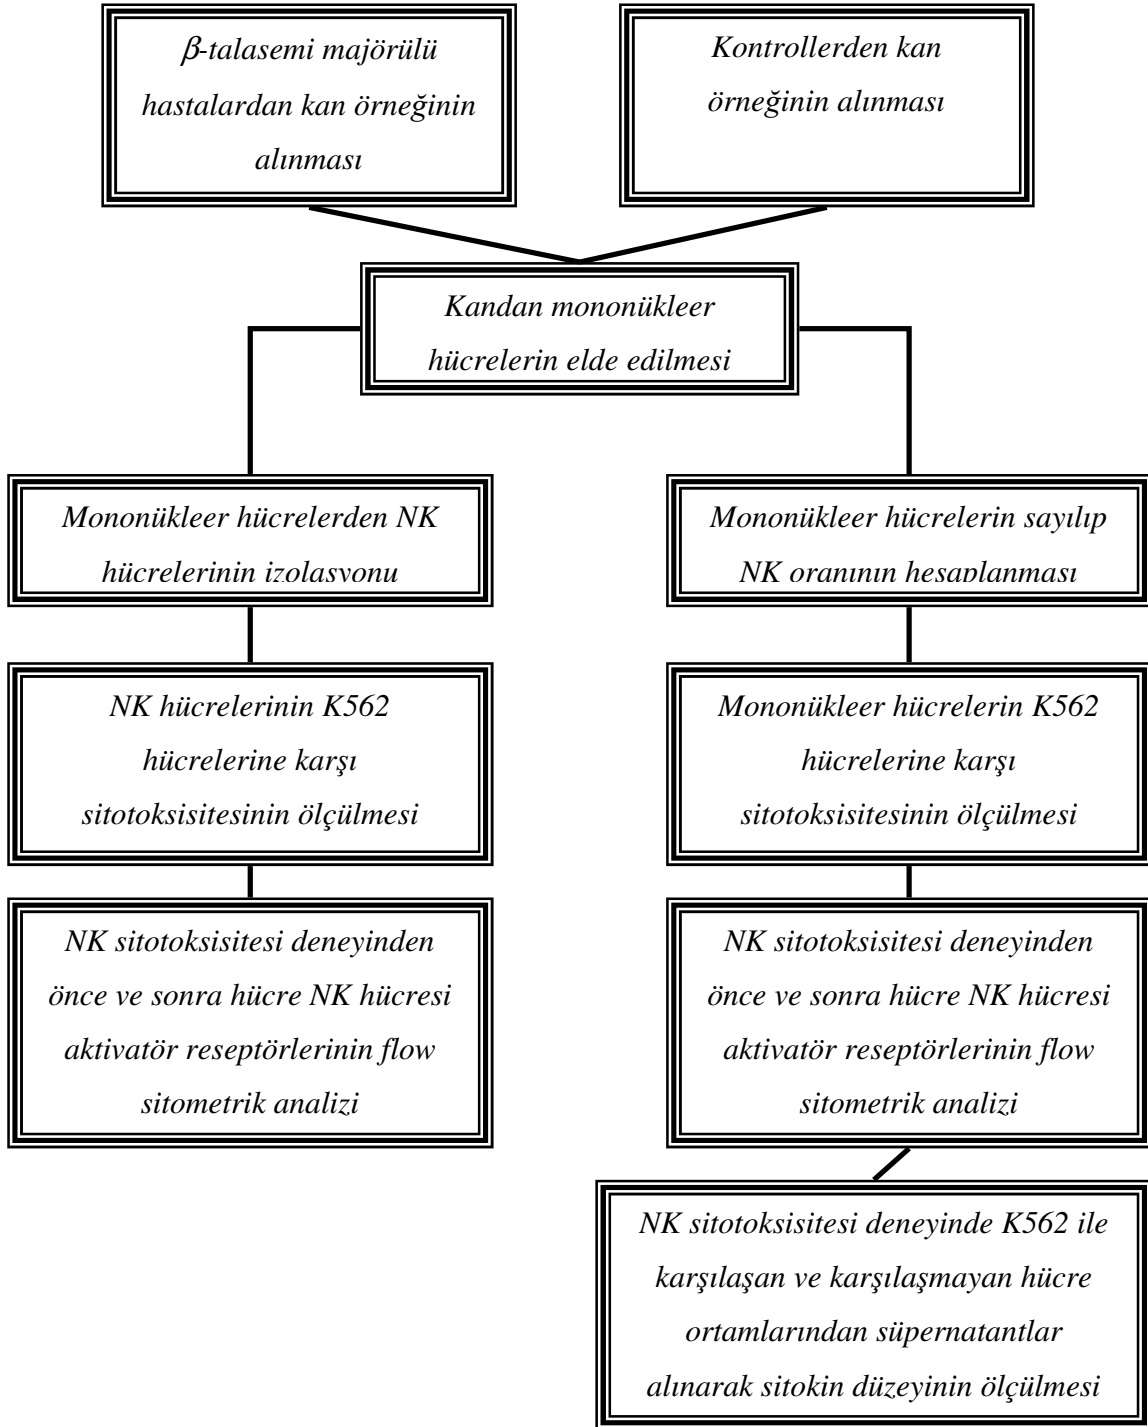 β-talasemi majörülü
hastalardan kan örneğinin
alınması
Kontrollerden kan
örneğinin alınması
Kandan mononükleer
hücrelerin elde edilmesi
Mononükleer hücrelerden NK
hücrelerinin izolasyonu
Mononükleer hücrelerin sayılıp
NK oranının hesaplanması
NK hücrelerinin K562
hücrelerine karşı
sitotoksisitesinin ölçülmesi
Mononükleer hücrelerin K562
hücrelerine karşı
sitotoksisitesinin ölçülmesi
NK sitotoksisitesi deneyinden
önce ve sonra hücre NK hücresi
aktivatör reseptörlerinin flow
sitometrik analizi
NK sitotoksisitesi deneyinden
önce ve sonra hücre NK hücresi
aktivatör reseptörlerinin flow
sitometrik analizi
NK sitotoksisitesi deneyinde K562 ile
karşılaşan ve karşılaşmayan hücre
ortamlarından süpernatantlar
alınarak sitokin düzeyinin ölçülmesi